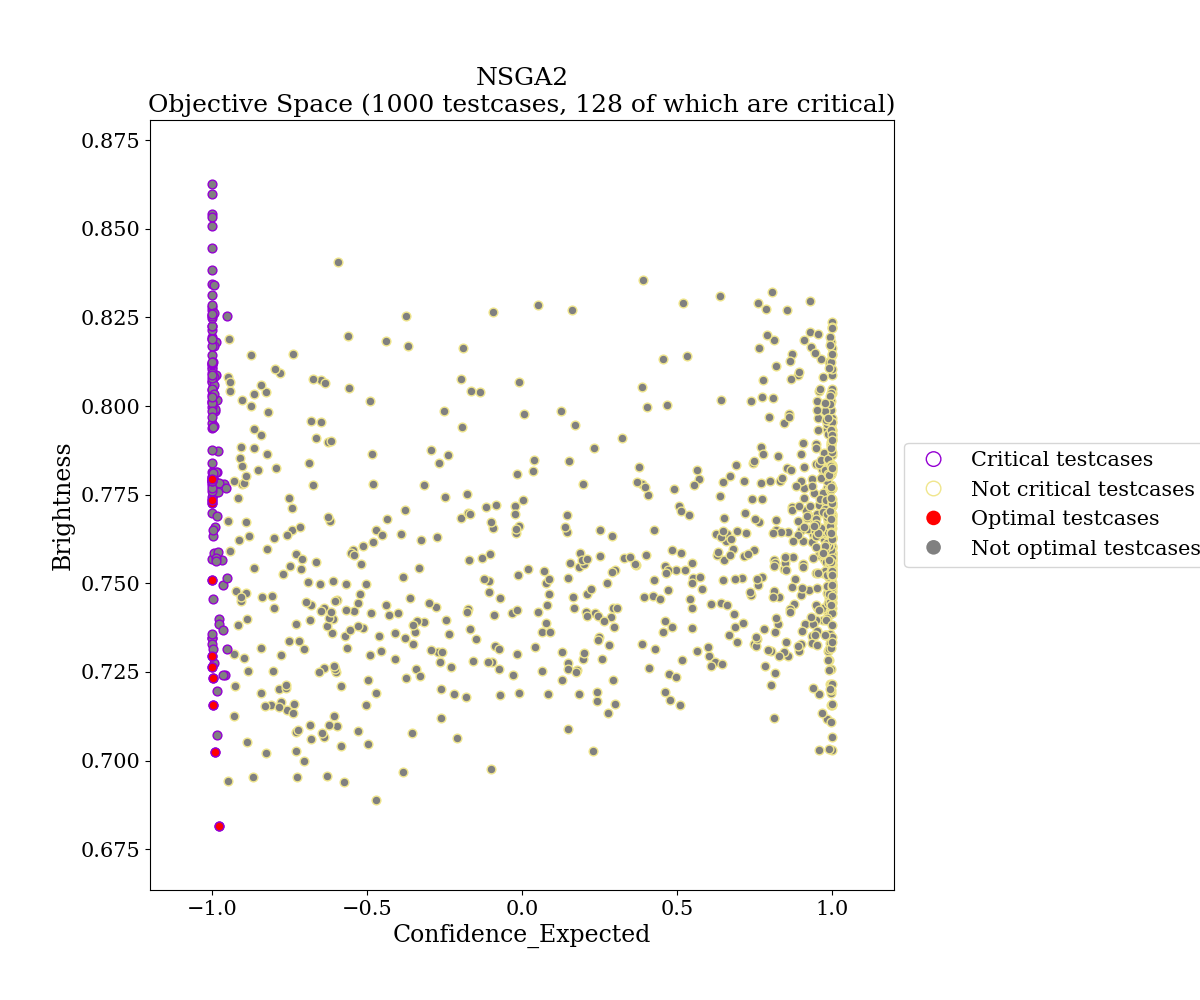 NSGA2
Objective Space (1000 testcases, 128 of which are critical)
0.875
0.850
0.825
0.800
0.775
0.750
0.725
0.700
0.675
Brightness
−1.0
−0.5
0.0
0.5
1.0
Confidence_Expected
Critical testcases
Not critical testcases
Optimal testcases
Not optimal testcases